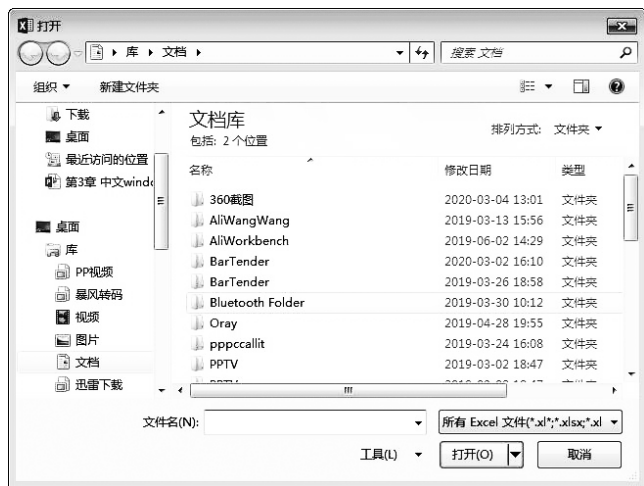 打开
库 文档
搜索 文档
组织 新建文件夹
下载
桌面
最近访问的位置
第3章 中文windo
桌面
库
PP视频
暴风转码
视频
图片
文档
迅雷下载
文档库
包括: 2 个位置
排列方式: 文件夹
名称 修改日期 类型
360截图 2020-03-04 13:01 文件夹
AliWangWang 2019-03-13 15:56 文件夹
AliWorkbench 2019-06-02 14:29 文件夹
BarTender 2020-03-02 16:10 文件夹
BarTender 2019-03-26 18:58 文件夹
Bluetooth Folder 2019-03-30 10:12 文件夹
Oray 2019-04-28 19:55 文件夹
pppccallit 2019-03-24 16:08 文件夹
PPTV 2019-03-02 18:47 文件夹
文件名(N):
所有 Excel 文件(*.xl*;*.xlsx;*.xl
工具(L) 打开(O) 取消